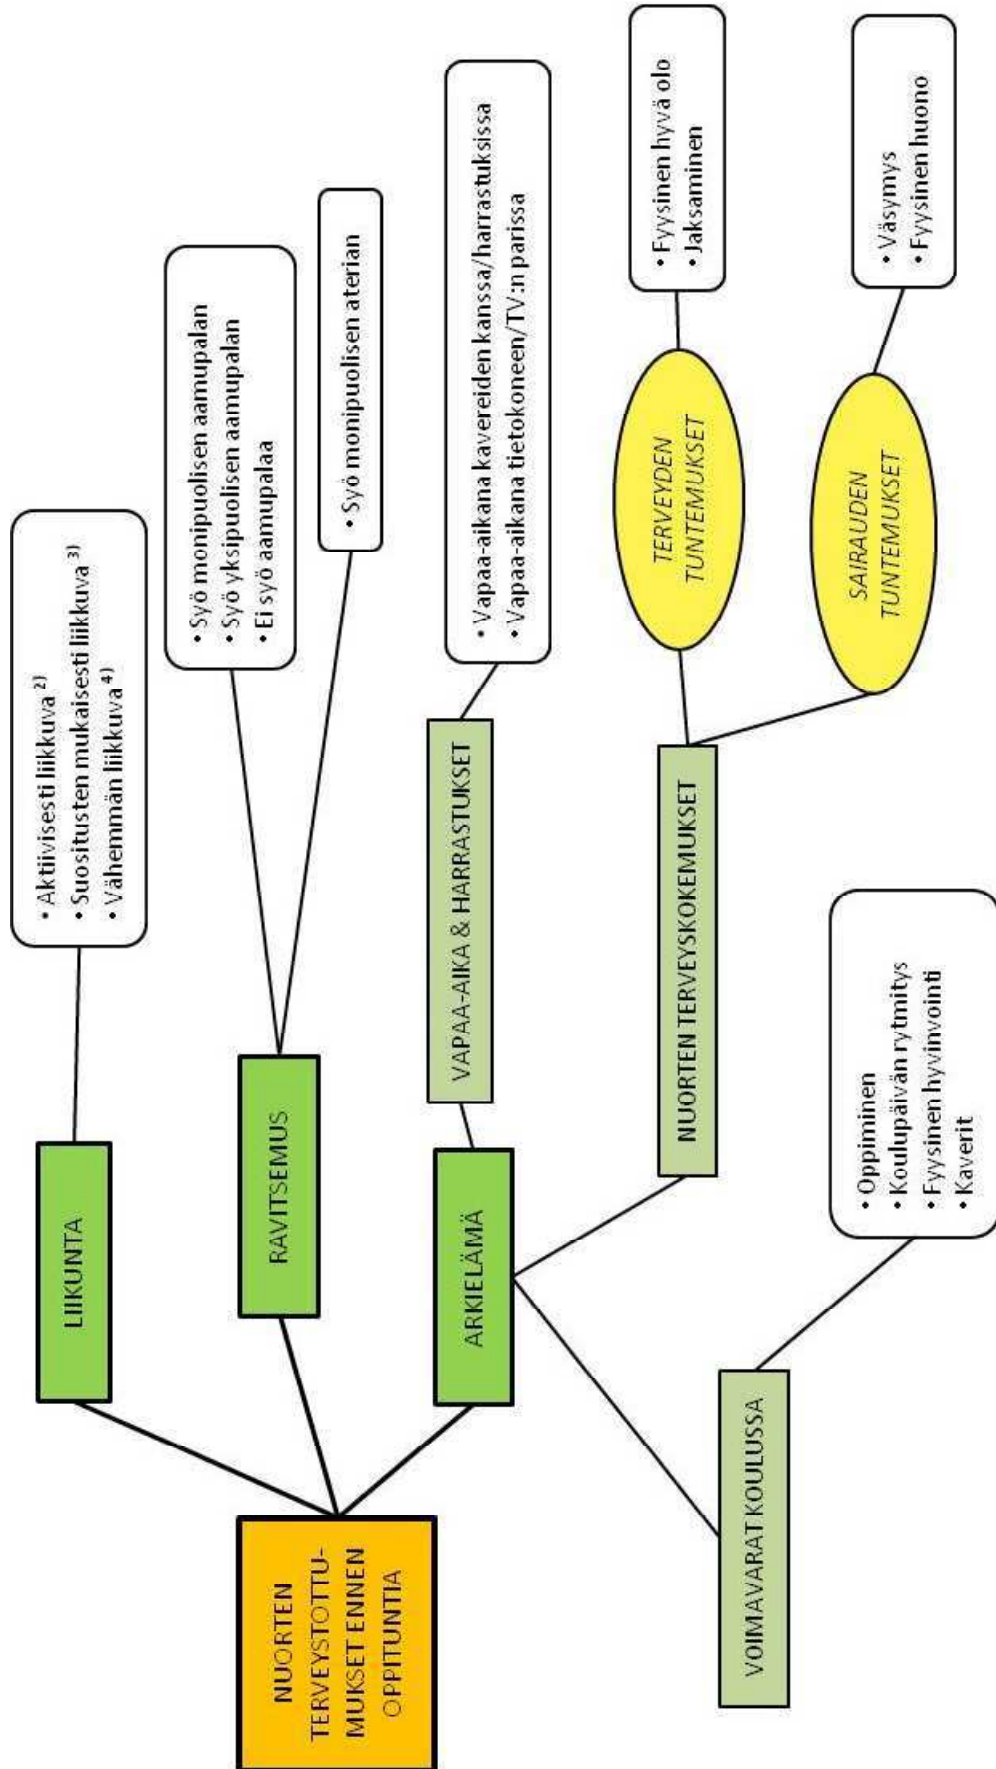 NUORTEN
TERVEYSTOTTU-
MUKSET ENNEN
OPPITUNTIA
LIIKUNTA
• Aktiivisesti liikkuva 2)
• Suositusten mukaisesti liikkuva 3)
• Vähemmän liikkuva 4)
RAVITSEMUS
• Syö monipuolisen aamupalan
• Syö yksipuolisen aamupalan
• Ei syö aamupalaa
• Syö monipuolisen aterian
ARKIELÄMÄ
VAPAA-AIKA & HARRASTUKSET
• Vapaa-aikana kavereiden kanssa/harrastuksissa
• Vapaa-aikana tietokoneen/TV:n parissa
NUORTEN TERVEYSKOKEMUKSET
TERVEYDEN
TUNTEMUKSET
• Fyysinen hyvä olo
• Jaksaminen
SAIRAUDEN
TUNTEMUKSET
• Väsymys
• Fyysinen huono
VOIMAVARAT KOULUSSA
• Oppiminen
• Koulupäivän rytmitys
• Fyysinen hyvinvointi
• Kaverit